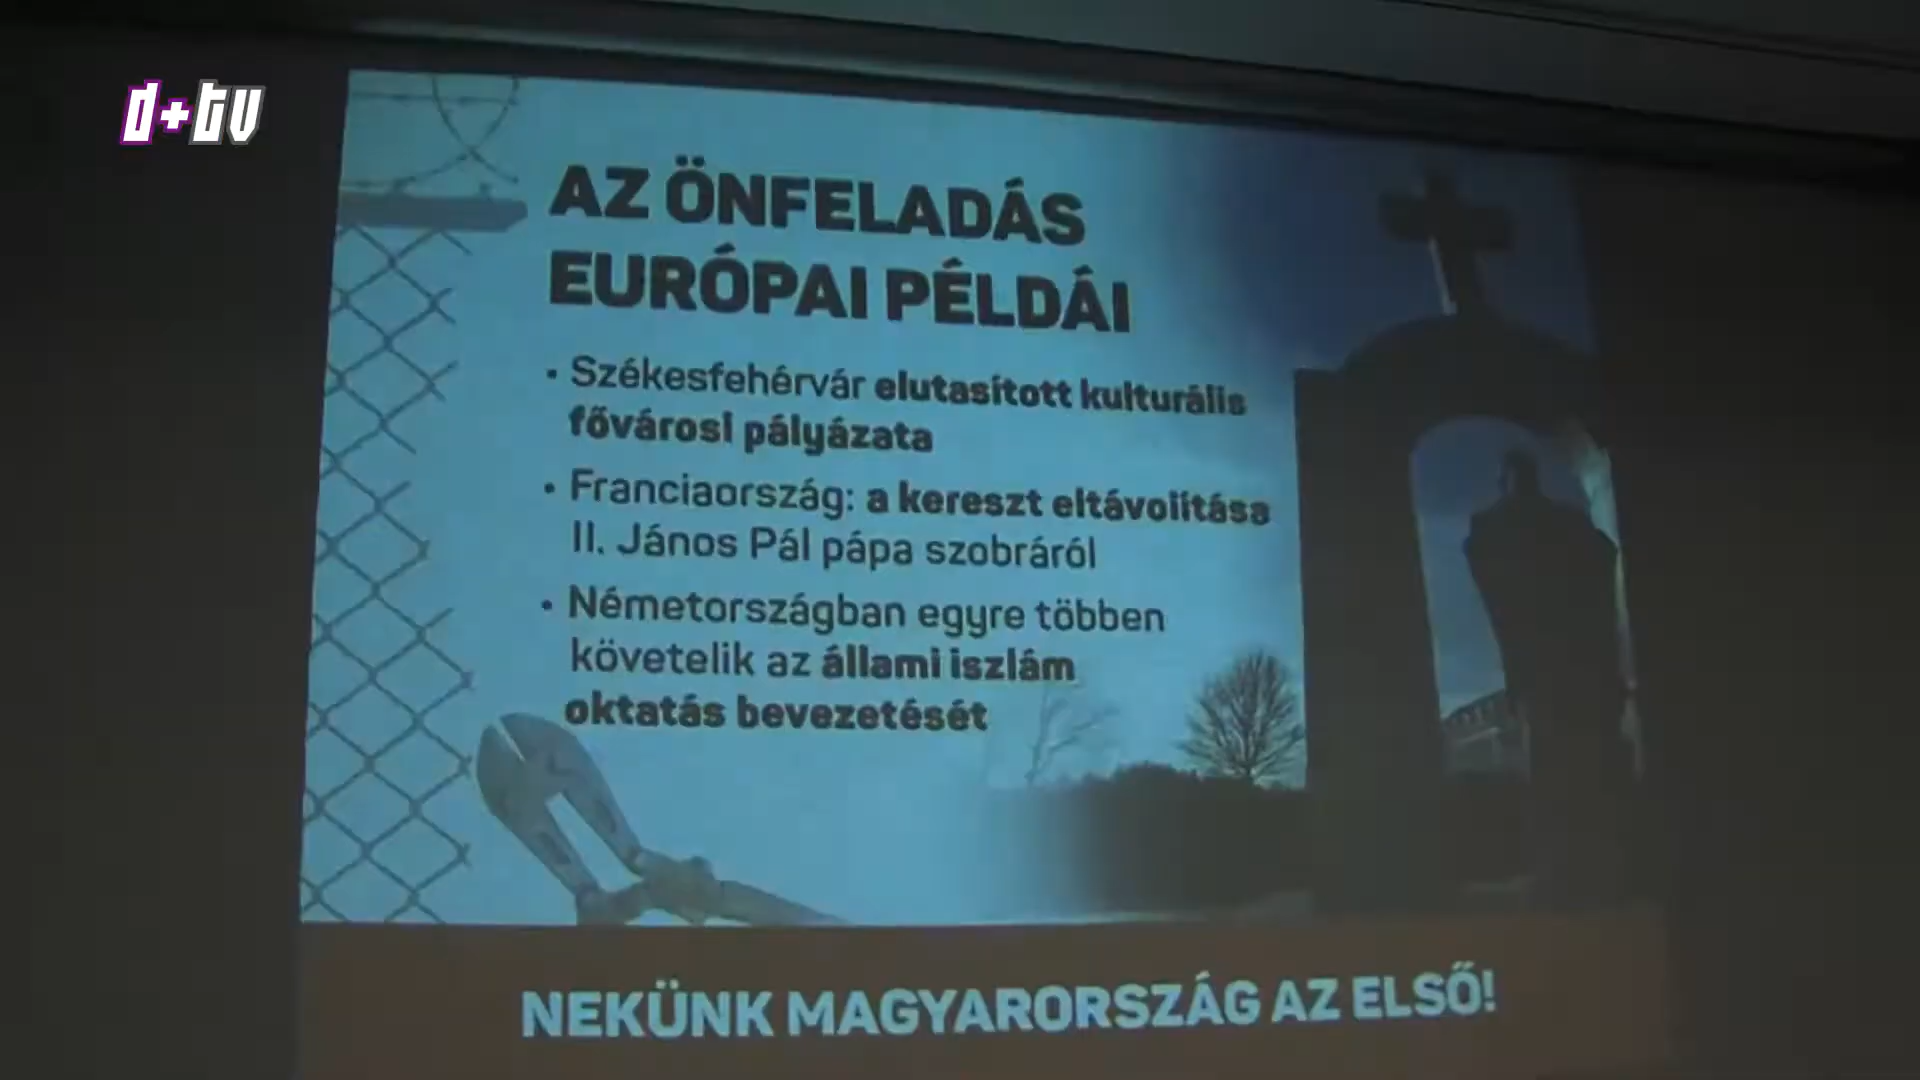 D+TV
AZ ÖNFELADÁS
EURÓPAI PÉLDÁI
• Székesfehérvár elutasított kulturális
fővárosi pályázata
• Franciaország: a kereszt eltávolítása
II. János Pál pápa szobráról
• Németországban egyre többen
követelik az állami iszlám
oktatás bevezetését
NEKÜNK MAGYARORSZÁG AZ ELSŐ!